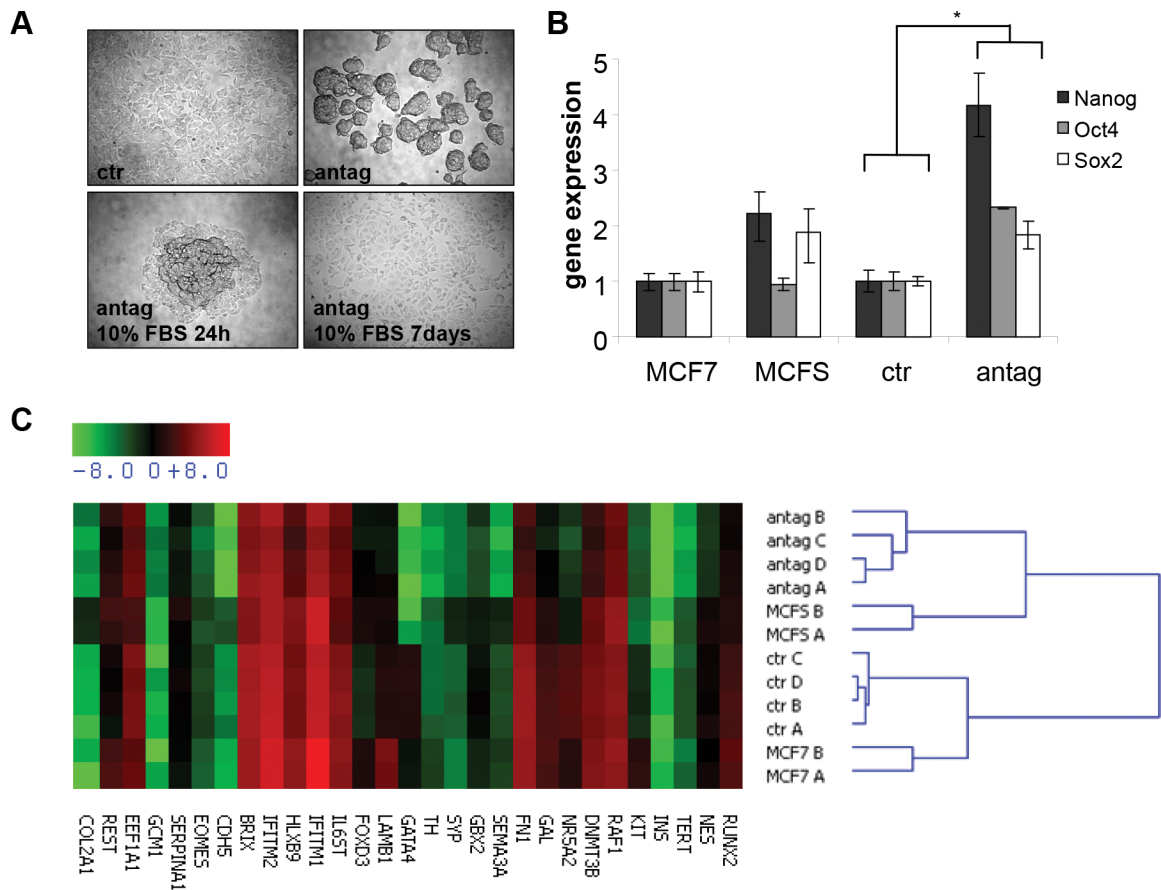 A
ctr
antag
antag
10% FBS 24h
antag
10% FBS 7days
B
*
gene expression
5
4
3
2
1
0
MCF7
MCFS
ctr
antag
Nanog
Oct4
Sox2
C
-8.0 0 +8.0
antag B
antag C
antag D
antag A
MCFS B
MCFS A
ctr C
ctr D
ctr B
ctr A
MCF7 B
MCF7 A
COL2A1
REST
EEF1A1
GCM1
SERPINA1
EOMES
CDH5
BRIX
IFITM2
HLXB9
IFITM1
IL6ST
FOXD3
LAMB1
GATA4
TH
SYP
GBX2
SEMA3A
FN1
GAL
NR5A2
DNMT3B
RAF1
KIT
INS
TERT
NES
RUNX2